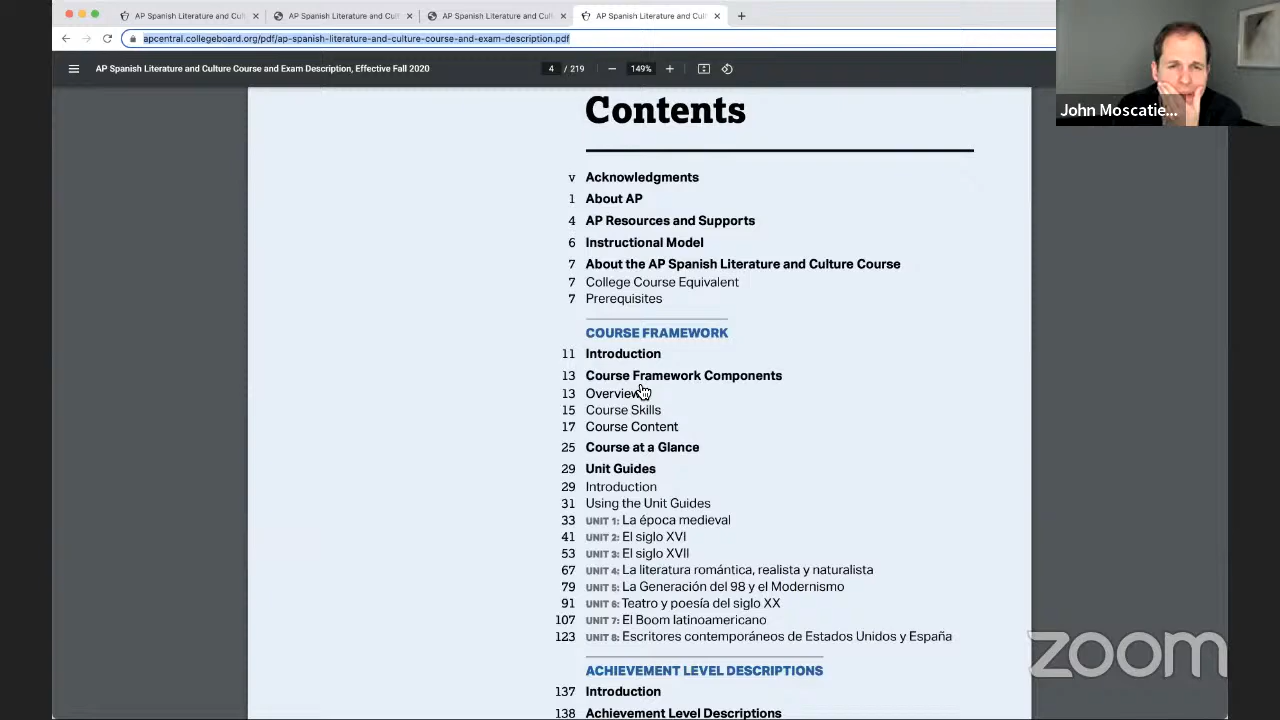 AP Spanish Literature and Cult
AP Spanish Literature and Cult
AP Spanish Literature and Cult
AP Spanish Literature and Cult
apcentral.collegeboard.org/pdf/ap-spanish-literature-and-culture-course-and-exam-description.pdf
AP Spanish Literature and Culture Course and Exam Description, Effective Fall 2020
4 / 219
149%
John Moscatie...
Contents
v Acknowledgments
1 About AP
4 AP Resources and Supports
6 Instructional Model
7 About the AP Spanish Literature and Culture Course
7 College Course Equivalent
7 Prerequisites
COURSE FRAMEWORK
11 Introduction
13 Course Framework Components
13 Overview
15 Course Skills
17 Course Content
25 Course at a Glance
29 Unit Guides
29 Introduction
31 Using the Unit Guides
33 UNIT 1: La época medieval
41 UNIT 2: El siglo XVI
53 UNIT 3: El siglo XVII
67 UNIT 4: La literatura romántica, realista y naturalista
79 UNIT 5: La Generación del 98 y el Modernismo
91 UNIT 6: Teatro y poesía del siglo XX
107 UNIT 7: El Boom latinoamericano
123 UNIT 8: Escritores contemporáneos de Estados Unidos y España
ACHIEVEMENT LEVEL DESCRIPTIONS
137 Introduction
138 Achievement Level Descriptions
zoom